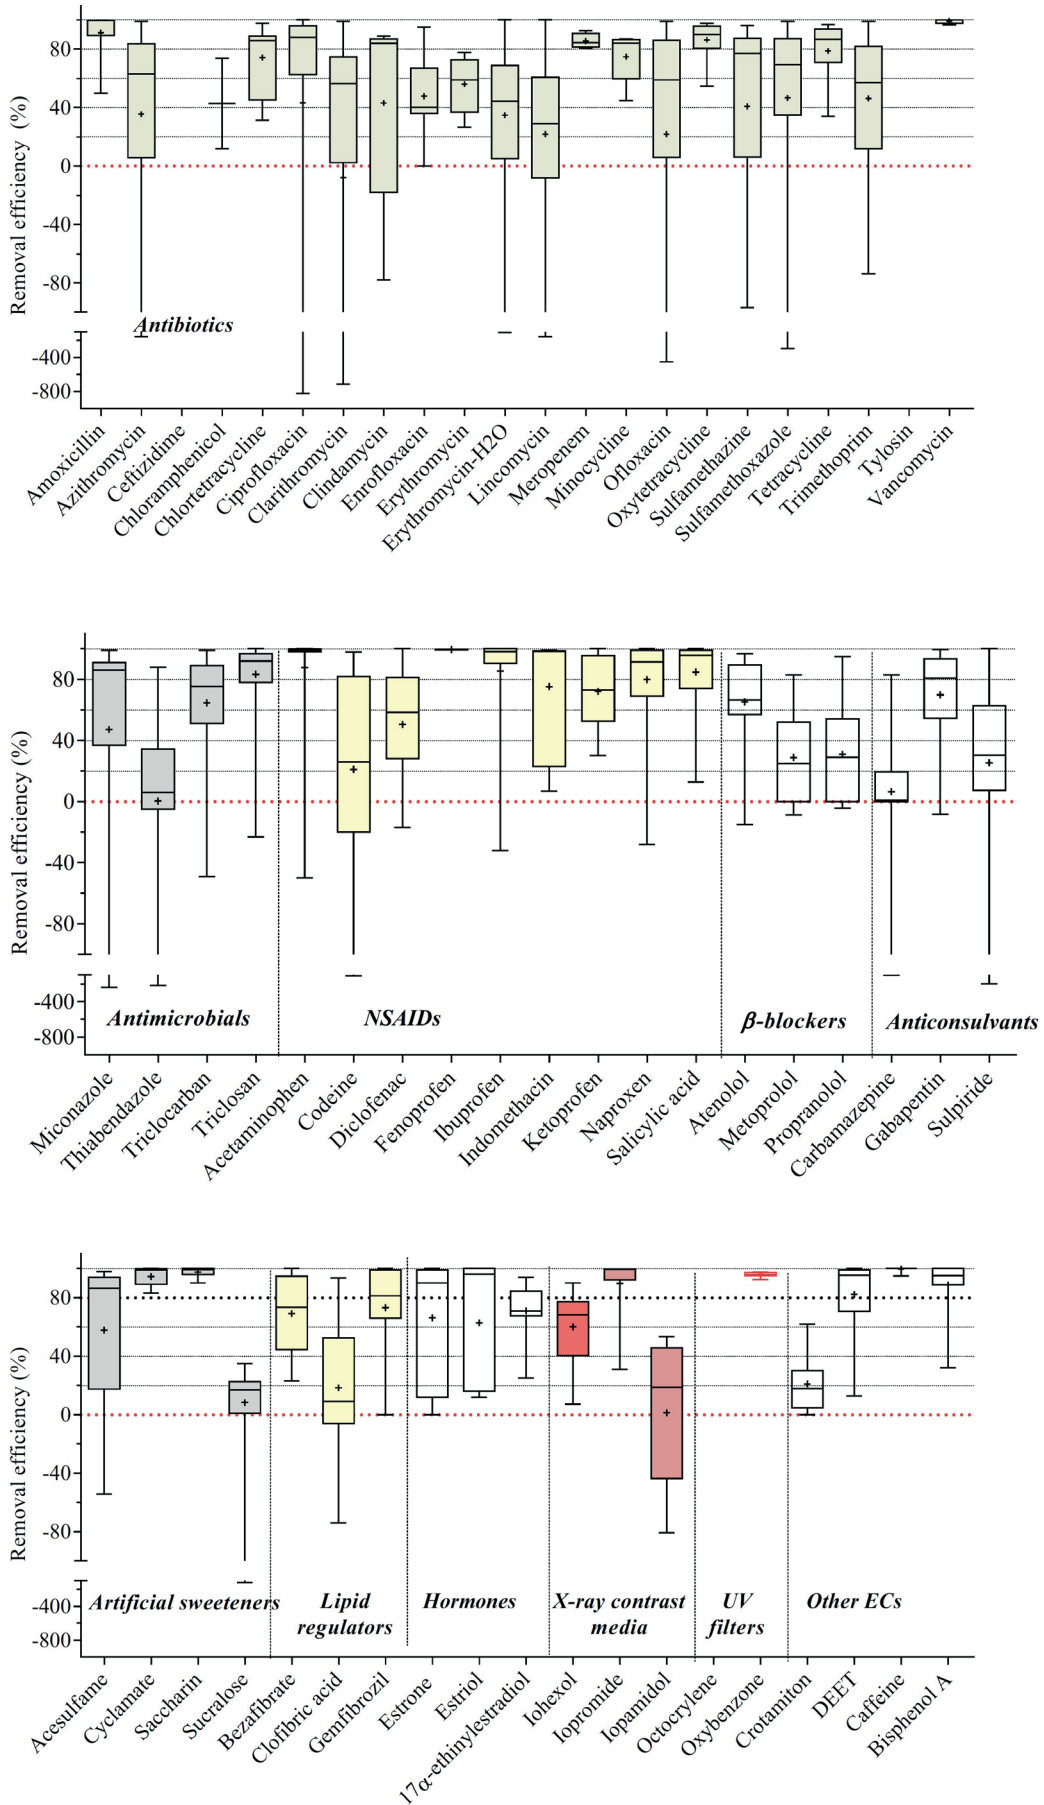 Removal efficiency (%)
80
40
0
-40
-80
-400
-800
Antibiotics
Amoxicillin
Azithromycin
Ceftizidime
Chloramphenicol
Chlortetracycline
Ciprofloxacin
Clarithromycin
Clindamycin
Enrofloxacin
Erythromycin
Erythromycin-H2O
Lincomycin
Meropenem
Minocycline
Ofloxacin
Oxytetracycline
Sulfamethazine
Sulfamethoxazole
Tetracycline
Trimethoprim
Tylosin
Vancomycin
Removal efficiency (%)
80
40
0
-40
-80
-400
-800
Antimicrobials
NSAIDs
β-blockers
Anticonsulvants
Miconazole
Thiabendazole
Triclocarban
Triclosan
Acetaminophen
Codeine
Diclofenac
Fenoprofen
Ibuprofen
Indomethacin
Ketoprofen
Naproxen
Salicylic acid
Atenolol
Metoprolol
Propranolol
Carbamazepine
Gabapentin
Sulpiride
Removal efficiency (%)
80
40
0
-40
-80
-400
-800
Artificial sweeteners
Lipid
regulators
Hormones
X-ray contrast
media
UV
filters
Other ECs
Acesulfame
Cyclamate
Saccharin
Sucralose
Bezafibrate
Clofibric acid
Gemfibrozil
Estrone
Estriol
17α-ethinylestradiol
Iohexol
Iopromide
Iopamidol
Octocrylene
Oxybenzone
Crotamiton
DEET
Caffeine
Bisphenol A